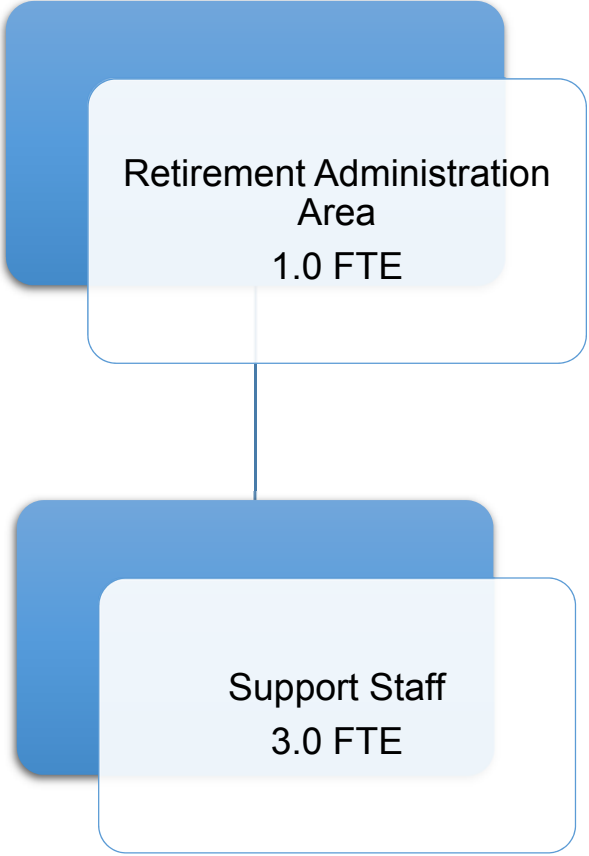 Retirement Administration
Area
1.0 FTE
Support Staff
3.0 FTE